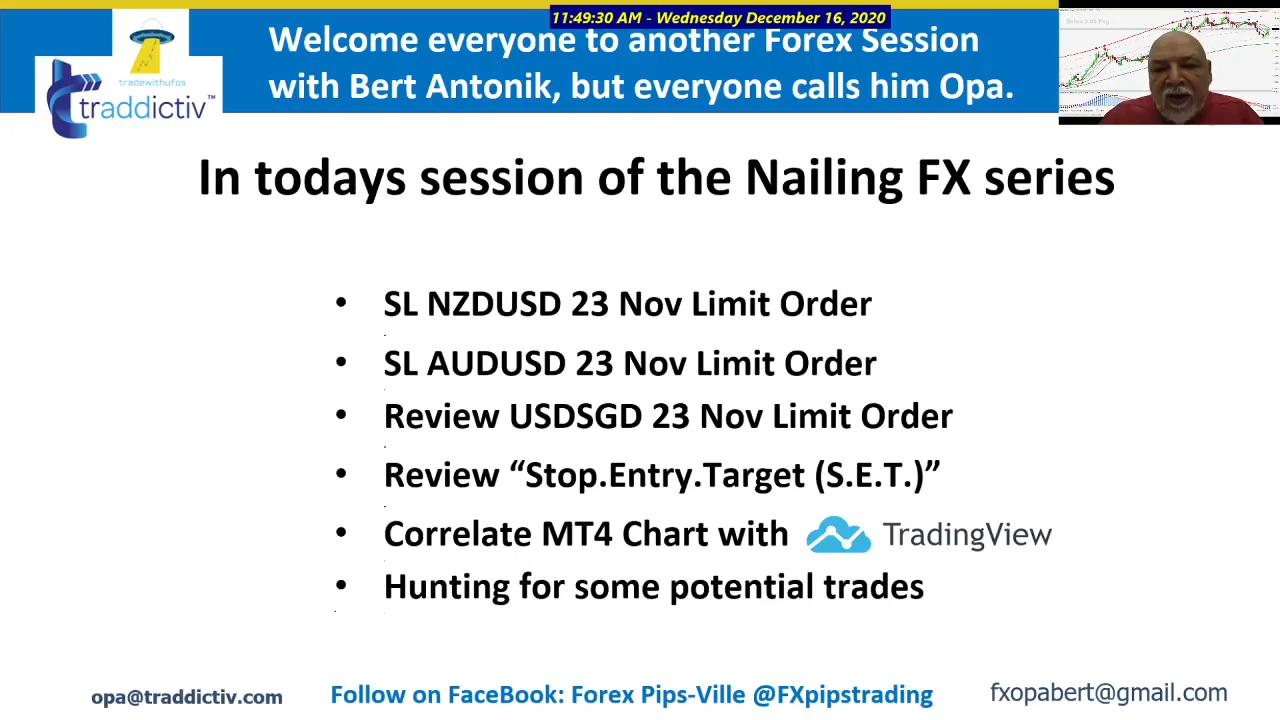 11:49:30 AM - Wednesday December 16, 2020
Welcome everyone to another Forex Session
with Bert Antonik, but everyone calls him Opa.
tradewithufos
traddictiv™
In todays session of the Nailing FX series
• SL NZDUSD 23 Nov Limit Order
• SL AUDUSD 23 Nov Limit Order
• Review USDSGD 23 Nov Limit Order
• Review “Stop.Entry.Target (S.E.T.)”
• Correlate MT4 Chart with TradingView
• Hunting for some potential trades
opa@traddictiv.com Follow on FaceBook: Forex Pips-Ville @FXpipstrading fxopabert@gmail.com